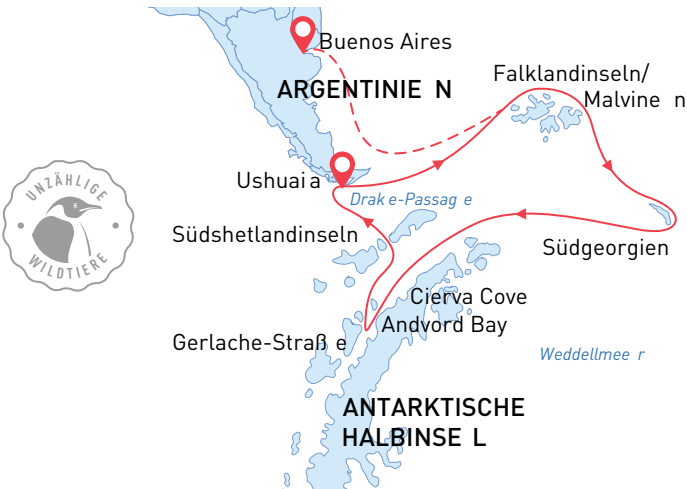 Buenos Aires
ARGENTINIE N
Falklandinseln/
Malvine n
Ushuai a
Drak e-Passag e
UNZÄHLIGE
WILDTIERE
Südshetlandinseln
Südgeorgien
Cierva Cove
Andvord Bay
Gerlache-Straß e
Weddellmee r
ANTARKTISCHE
HALBINSE L